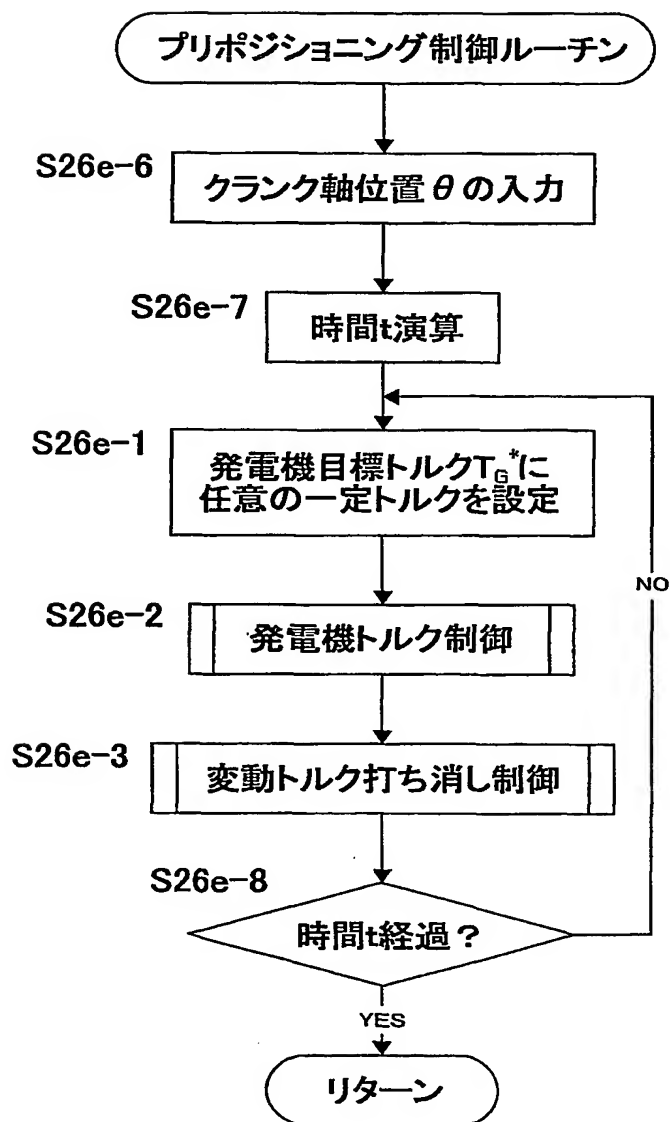 プリポジショニング制御ルーチン
S26e-6
クランク軸位置θの入力
S26e-7
時間t演算
S26e-1
発電機目標トルクTG*に
任意の一定トルクを設定
NO
S26e-2
発電機トルク制御
S26e-3
変動トルク打ち消し制御
S26e-8
時間t経過？
YES
リターン